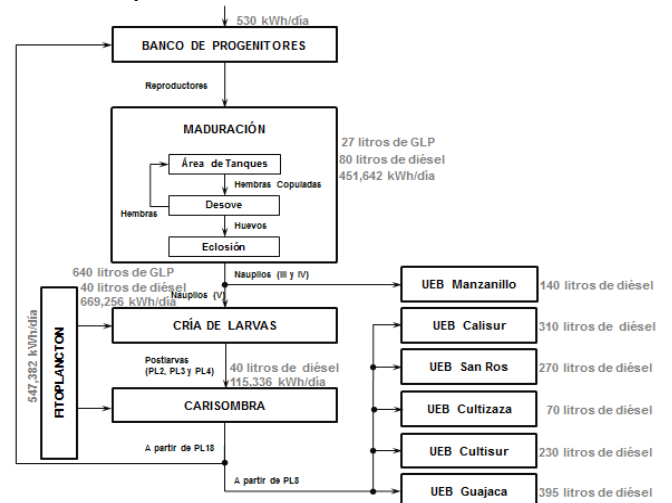 530 kWh/día
BANCO DE PROGENITORES
Reproductores
MADURACIÓN
27 litros de GLP
80 litros de diésel
451,642 kWh/día
Área de Tanques
Hembras Copuladas
Hembras
Desove
Huevos
Eclosión
640 litros de GLP
40 litros de diésel
669,256 kWh/día
Nauplios (III y IV)
Nauplios (V)
UEB Manzanillo
140 litros de diésel
547,382 kWh/día
FITOPLANCTON
CRÍA DE LARVAS
UEB Calisur
310 litros de diésel
Postlarvas
(PL2, PL3 y PL4)
40 litros de diésel
115,336 kWh/día
UEB San Ros
270 litros de diésel
CARISOMBRA
UEB Cultizaza
70 litros de diésel
A partir de PL18
UEB Cultisur
230 litros de diésel
A partir de PL8
UEB Guajaca
395 litros de diésel